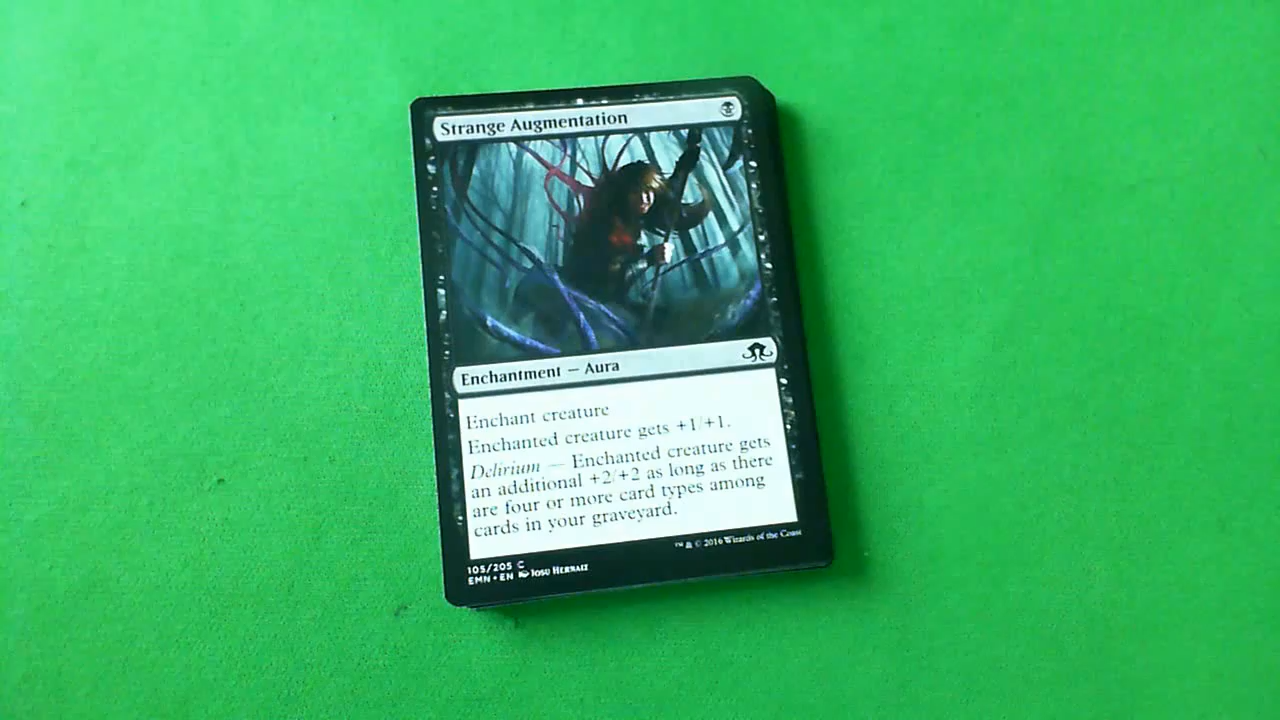 Strange Augmentation
Enchantment — Aura
Enchant creature
Enchanted creature gets +1/+1.
Delirium — Enchanted creature gets
an additional +2/+2 as long as there
are four or more card types among
cards in your graveyard.
™ & © 2016 Wizards of the Coast
105/205 C
EMN • EN Josu Hernaiz